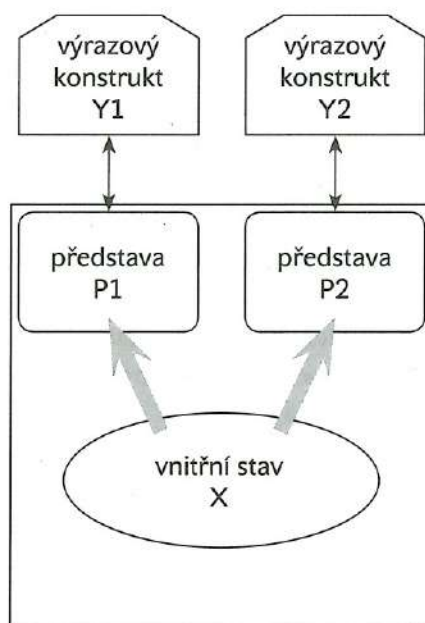 výrazový
konstrukt
Y1
výrazový
konstrukt
Y2
představa
P1
představa
P2
vnitřní stav
X